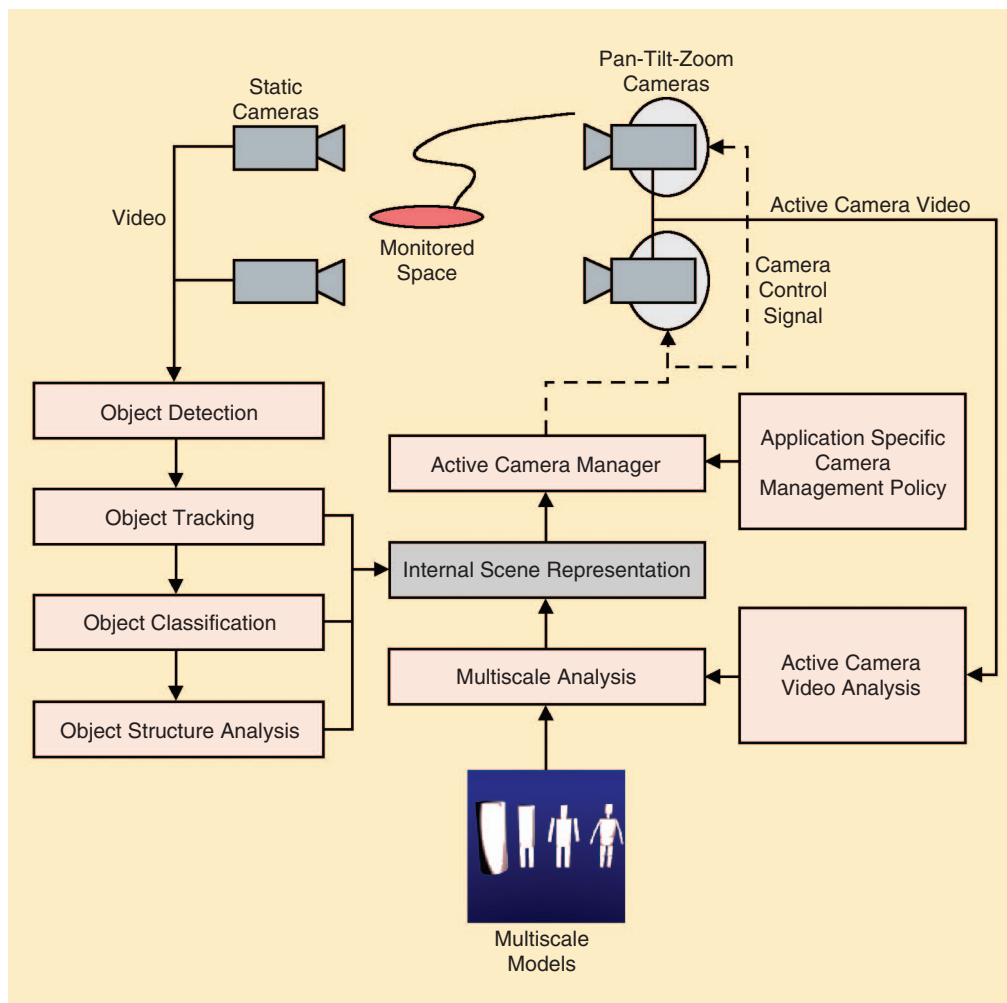 Static
Cameras
Pan-Tilt-Zoom
Cameras
Video
Monitored
Space
Active Camera Video
Camera
Control
Signal
Object Detection
Object Tracking
Object Classification
Object Structure Analysis
Active Camera Manager
Application Specific
Camera
Management Policy
Internal Scene Representation
Multiscale Analysis
Active Camera
Video Analysis
Multiscale
Models